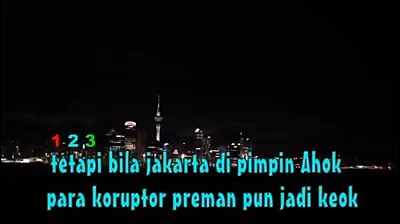 1 2 ,3
tetapi bila jakarta di pimpin Ahok
para koruptor preman pun jadi keok